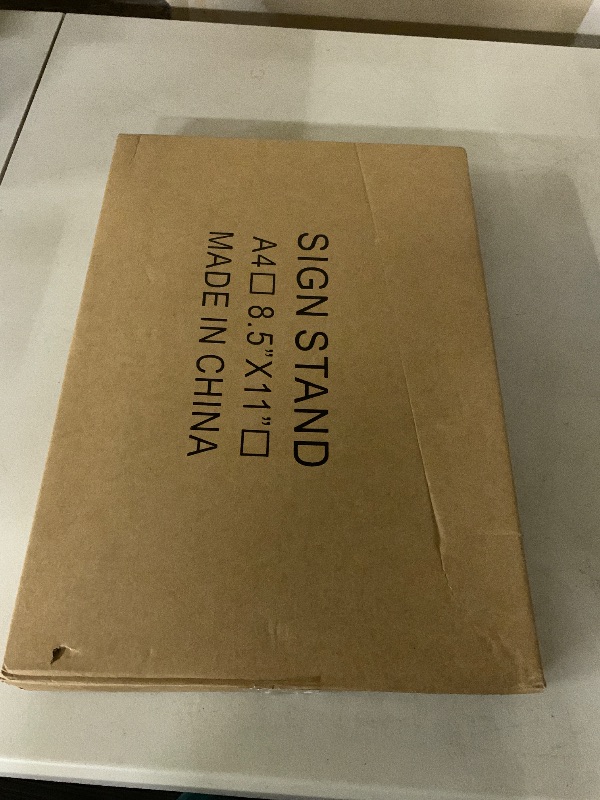 SIGN STAND
A4□ 8.5”X11”□
MADE IN CHINA